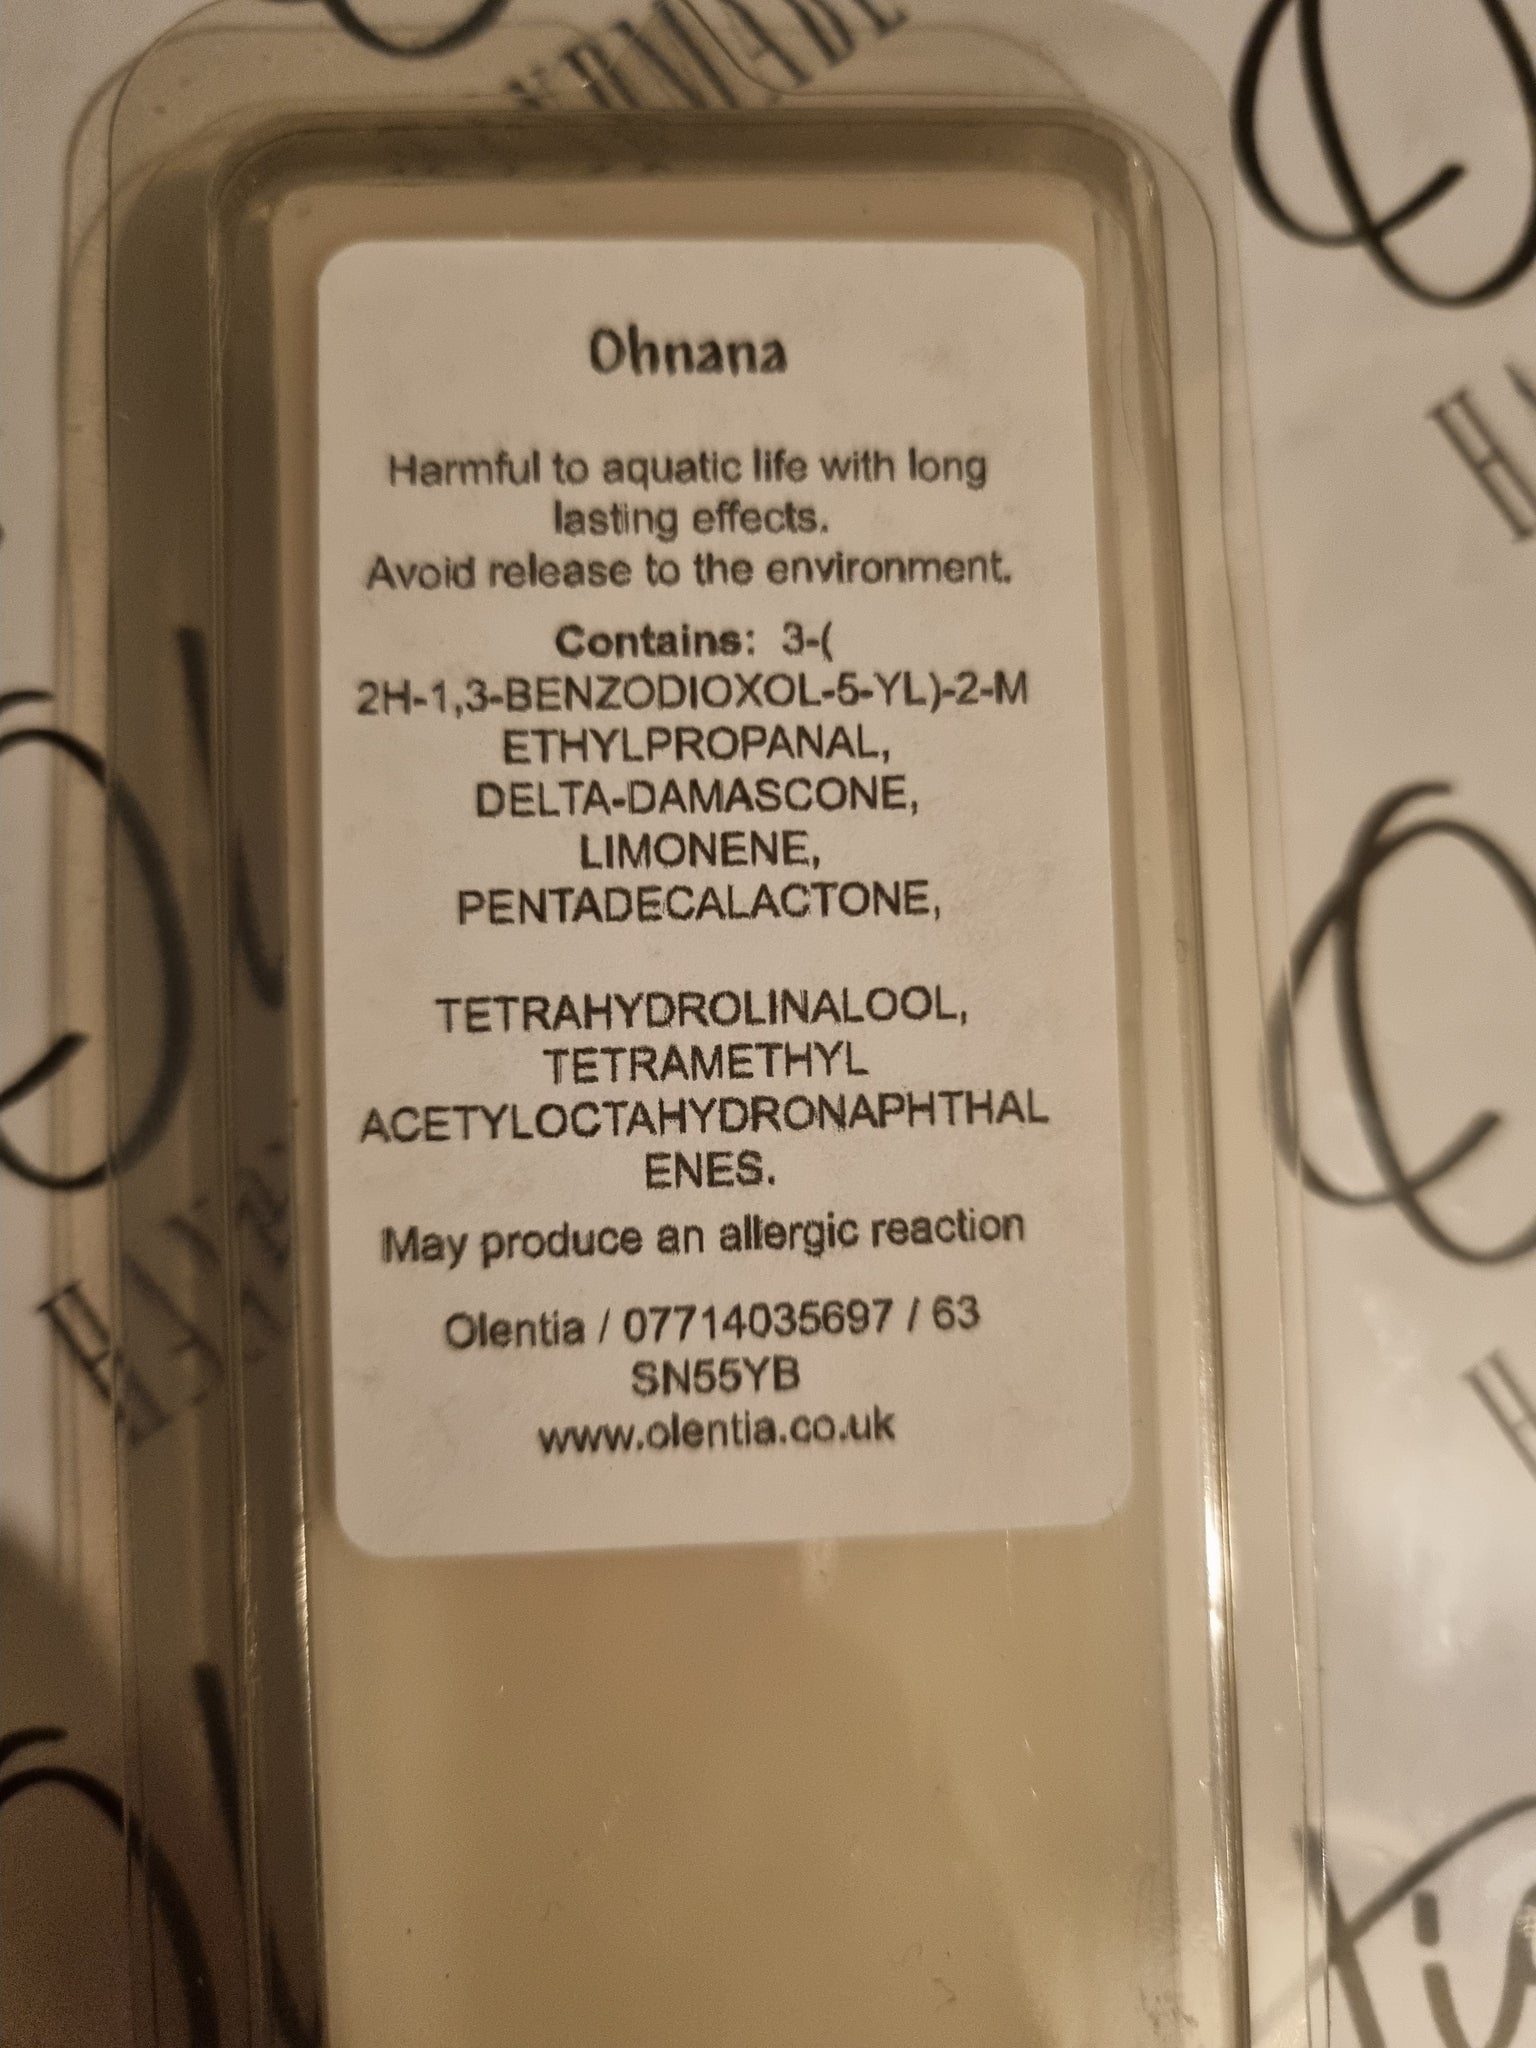 HANDMADE
Ohnana
Harmful to aquatic life with long
lasting effects.
Avoid release to the environment.
Contains: 3-(
2H-1,3-BENZODIOXOL-5-YL)-2-M
ETHYLPROPANAL,
DELTA-DAMASCONE,
LIMONENE,
PENTADECALACTONE,
TETRAHYDROLINALOOL,
TETRAMETHYL
ACETYLOCTAHYDRONAPHTHAL
ENES.
May produce an allergic reaction
Olentia / 07714035697 / 63
SN55YB
www.olentia.co.uk